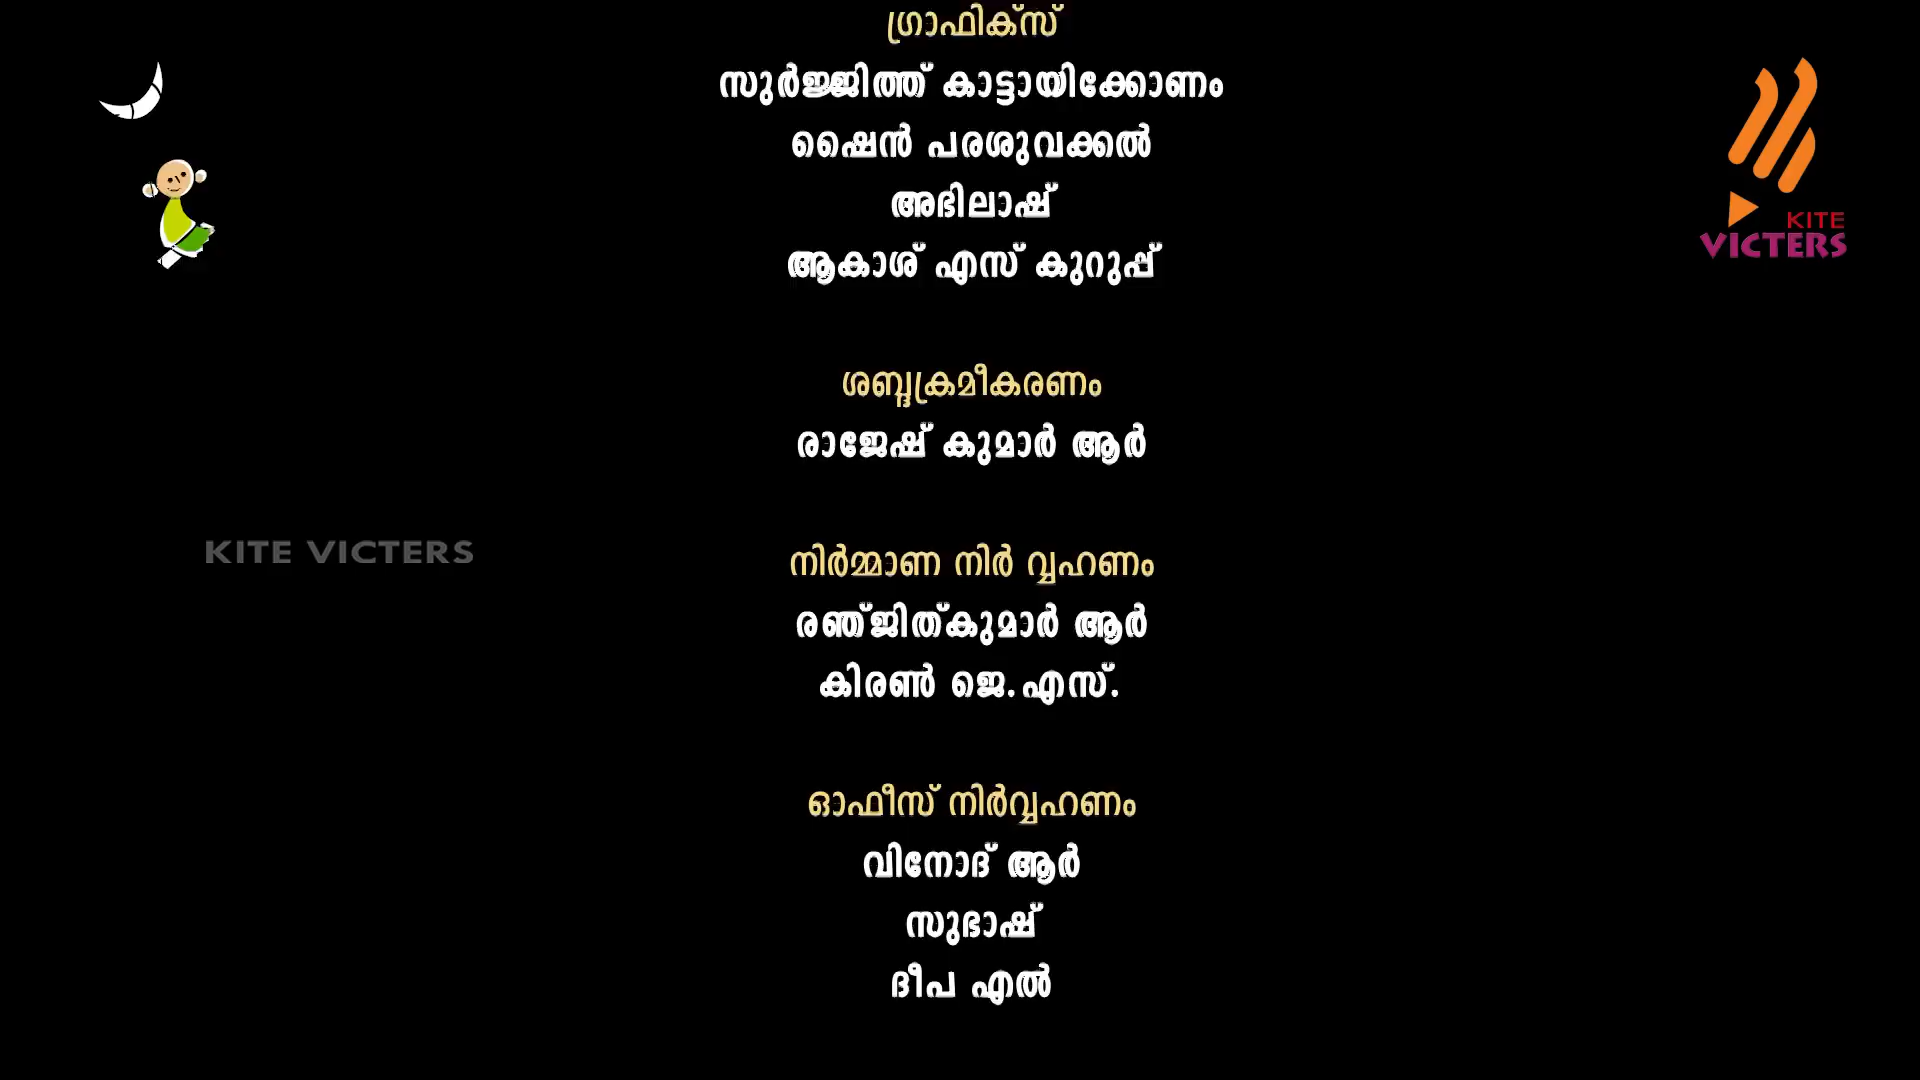 ഗ്രാഫിക്സ്
സുർജ്ജിത്ത് കാട്ടായിക്കോണം
ഷൈൻ പരശുവക്കൽ
അഭിലാഷ്
ആകാശ് എസ് കുറുപ്പ്
KITE
VICTERS
ശബ്ദക്രമീകരണം
രാജേഷ് കുമാർ ആർ
KITE VICTERS
നിർമ്മാണ നിർ വ്വഹണം
രഞ്ജിത്കുമാർ ആർ
കിരൺ ജെ.എസ്.
ഓഫീസ് നിർവ്വഹണം
വിനോദ് ആർ
സുഭാഷ്
ദീപ എൽ